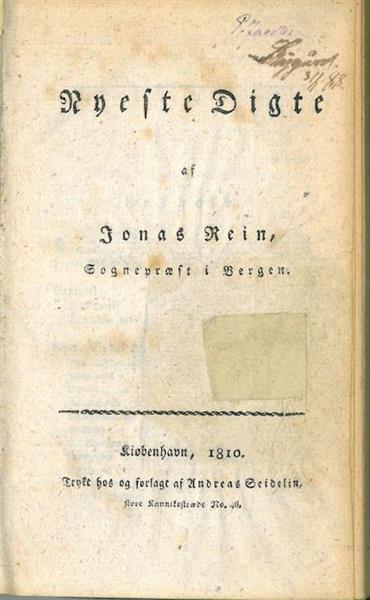 Nyeste Digte
af
Jonas Rein,
Sognepræst i Bergen.
Kiøbenhavn, 1810.
Trykt hos og forlagt af Andreas Seidelin,
store Kannikestræde No. 46.